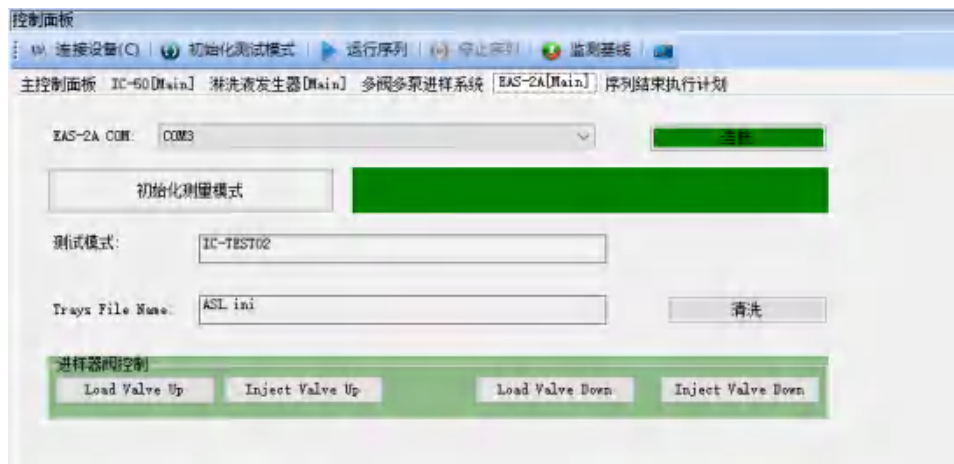 控制面板
连接设备(C) 初始化测试模式 运行序列 停止序列 监测基线
主控制面板 IC-50[Main] 淋洗液发生器[Main] 多阀多泵进样系统 EAS-2A[Main] 序列结束执行计划
EAS-2A COM: COM3
初始化测量模式
测试模式: IC-TEST02
Trays File Name: ASL ini 清洗
进样器阀控制
Load Valve Up Inject Valve Up Load Valve Down Inject Valve Down